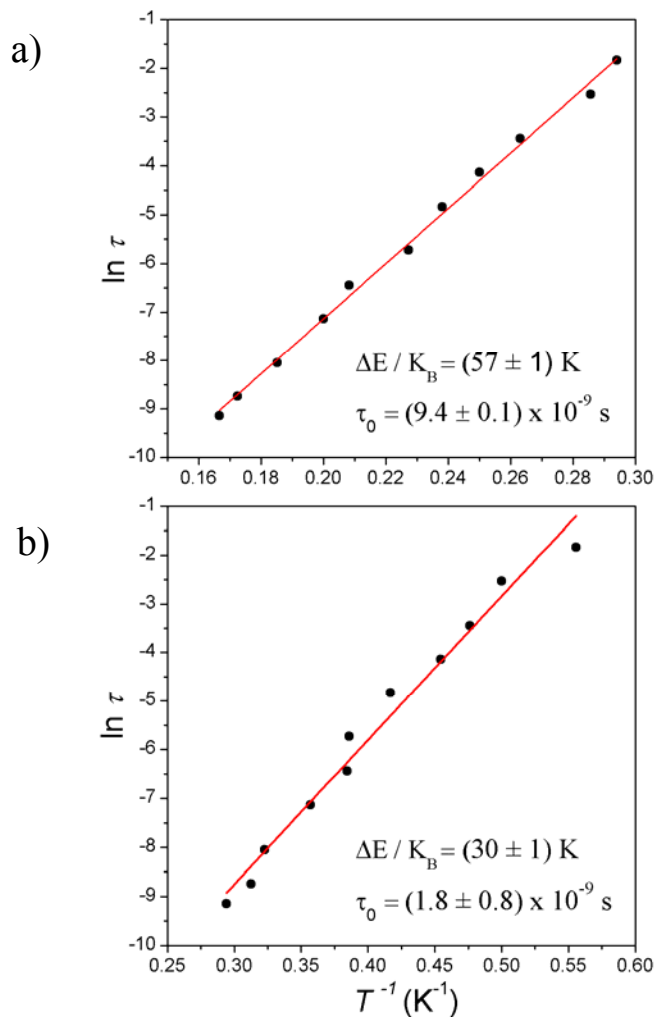 a)
-1
-2
-3
-4
-5
-6
-7
-8
-9
-10
ln τ
ΔE / K_B = (57 ± 1) K
τ_0 = (9.4 ± 0.1) x 10^-9 s
0.16 0.18 0.20 0.22 0.24 0.26 0.28 0.30
b)
-1
-2
-3
-4
-5
-6
-7
-8
-9
-10
ln τ
ΔE / K_B = (30 ± 1) K
τ_0 = (1.8 ± 0.8) x 10^-9 s
0.25 0.30 0.35 0.40 0.45 0.50 0.55 0.60
T^-1 (K^-1)